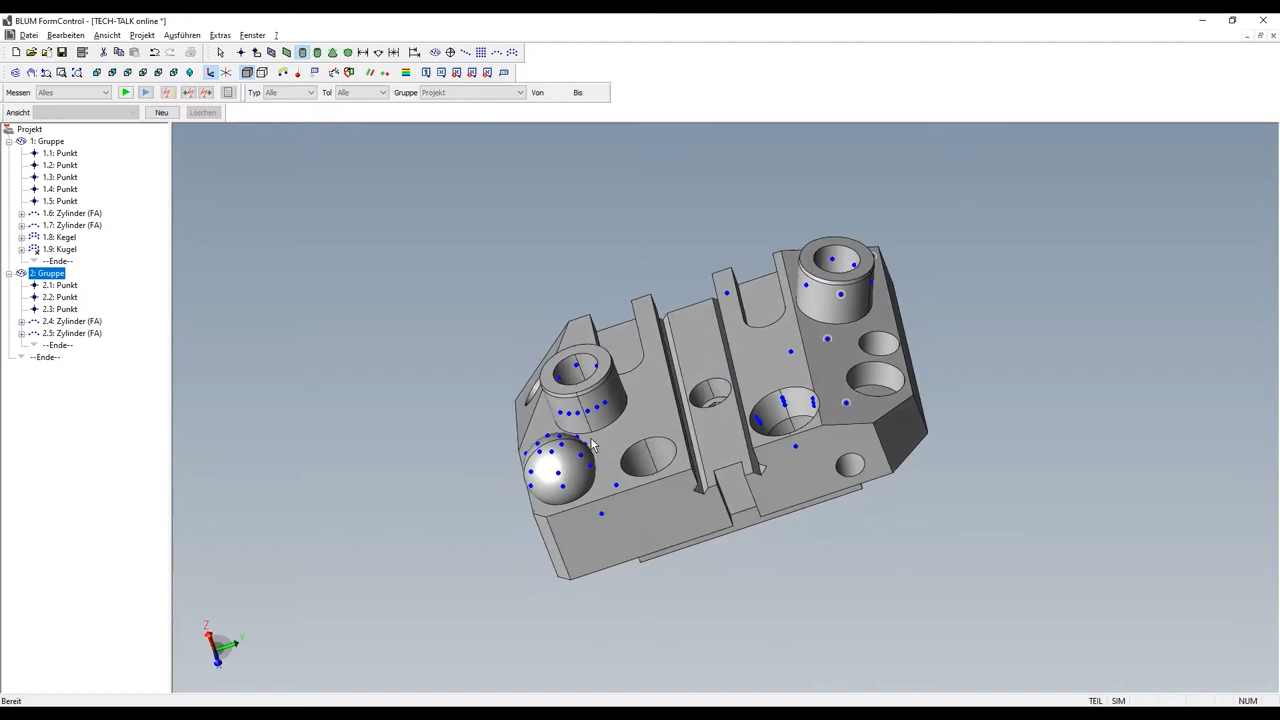 BLUM FormControl - [TECH-TALK online *]
Datei Bearbeiten Ansicht Projekt Ausführen Extras Fenster ?
Messen Alles Typ Alle Tol Alle Gruppe Projekt Von Bis
Ansicht Neu Löschen
Projekt
1: Gruppe
1.1: Punkt
1.2: Punkt
1.3: Punkt
1.4: Punkt
1.5: Punkt
1.6: Zylinder (FA)
1.7: Zylinder (FA)
1.8: Kegel
1.9: Kugel
--Ende--
2: Gruppe
2.1: Punkt
2.2: Punkt
2.3: Punkt
2.4: Zylinder (FA)
2.5: Zylinder (FA)
--Ende--
--Ende--
Z
Y
X
Bereit TEIL SIM NUM